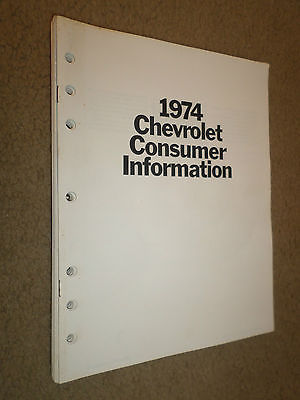 1974
Chevrolet
Consumer
Information